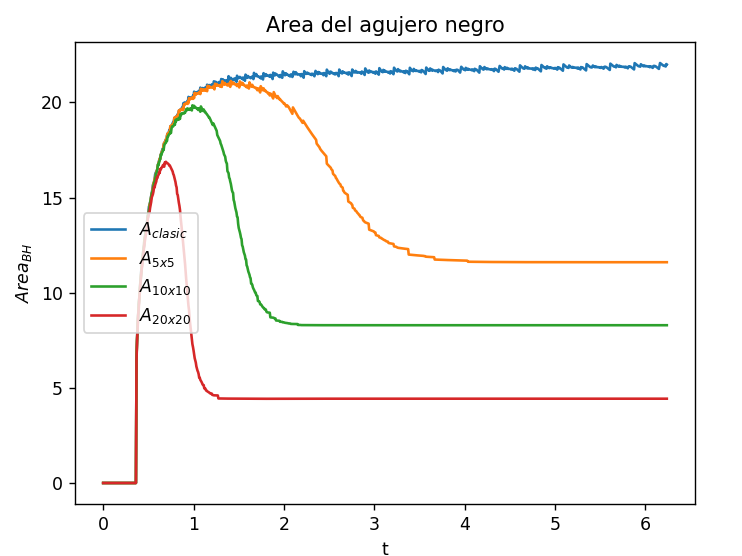 Area del agujero negro
Area_BH
20
15
10
5
0
A_clasic
A_5x5
A_10x10
A_20x20
0 1 2 3 4 5 6
t